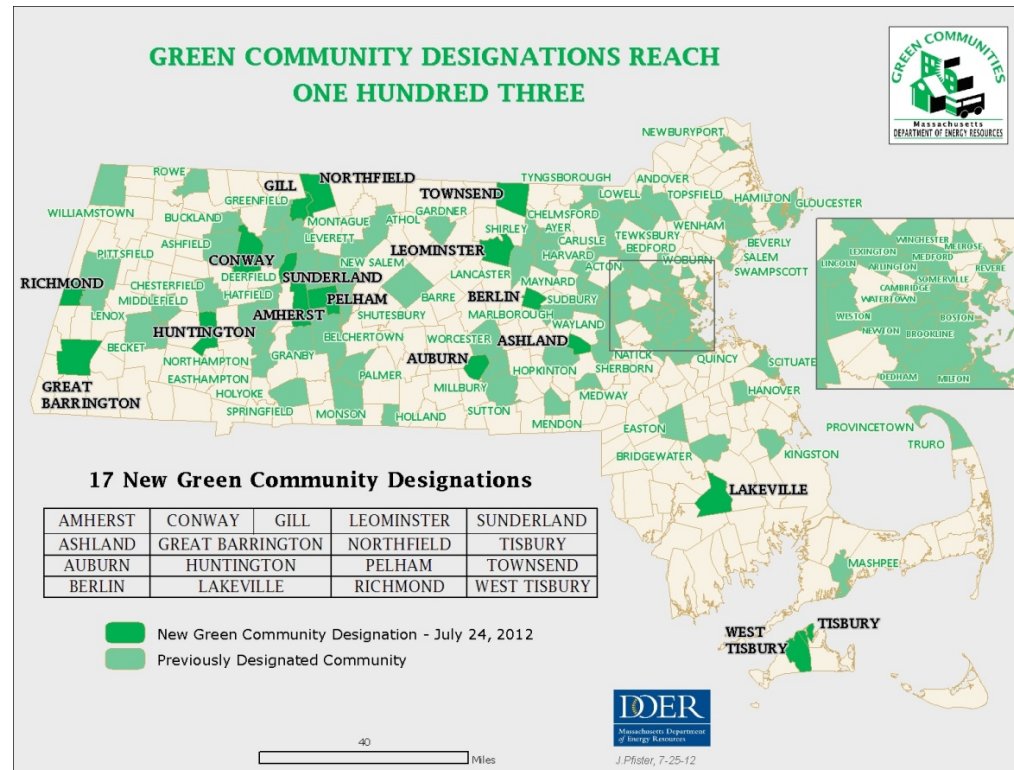 GREEN COMMUNITY DESIGNATIONS REACH
ONE HUNDRED THREE
GREEN COMMUNITIES
Massachusetts
DEPARTMENT OF ENERGY RESOURCES
NEWBURYPORT
ROWE
GILL
NORTHFIELD
TOWNSEND
TYNGSBOROUGH
ANDOVER
GREENFIELD
LOWELL
TOPSFIELD
HAMILTON
GLOUCESTER
WILLIAMSTOWN
BUCKLAND
MONTAGUE
ATHOL
GARDNER
CHELMSFORD
SHIRLEY
AYER
WENHAM
TEWKSBURY
BEVERLY
ASHFIELD
LEVERETT
LEOMINSTER
CARLISLE
BEDFORD
HARVARD
SALEM
PITTSFIELD
CONWAY
NEW SALEM
ACTON
WOBURN
SWAMPSCOTT
DEERFIELD
SUNDERLAND
LANCASTER
MAYNARD
RICHMOND
CHESTERFIELD
HATFIELD
PELHAM
BARRE
BERLIN
SUDBURY
MIDDLEFIELD
LENOX
AMHERST
SHUTESBURY
MARLBOROUGH
WAYLAND
HUNTINGTON
BELCHERTOWN
WORCESTER
ASHLAND
BECKET
NORTHAMPTON
GRANBY
AUBURN
NATICK
QUINCY
SCITUATE
HOPKINTON
SHERBORN
EASTHAMPTON
PALMER
GREAT
BARRINGTON
HOLYOKE
MILLBURY
MEDWAY
HANOVER
SPRINGFIELD
MONSON
HOLLAND
SUTTON
MENDON
EASTON
BRIDGEWATER
KINGSTON
PROVINCETOWN
TRURO
LAKEVILLE
MASHPEE
WEST
TISBURY
TISBURY
WINCHESTER
LEXINGTON
MELROSE
LINCOLN
MEDFORD
ARLINGTON
REVERE
SOMERVILLE
CAMBRIDGE
WATERTOWN
WESTON
BOSTON
NEWTON
BROOKLINE
DEDHAM
MILTON
17 New Green Community Designations
AMHERST CONWAY GILL LEOMINSTER SUNDERLAND
ASHLAND GREAT BARRINGTON NORTHFIELD TISBURY
AUBURN HUNTINGTON PELHAM TOWNSEND
BERLIN LAKEVILLE RICHMOND WEST TISBURY
New Green Community Designation - July 24, 2012
Previously Designated Community
40
Miles
DOER
Massachusetts Department
of Energy Resources
J.Pfister, 7-25-12